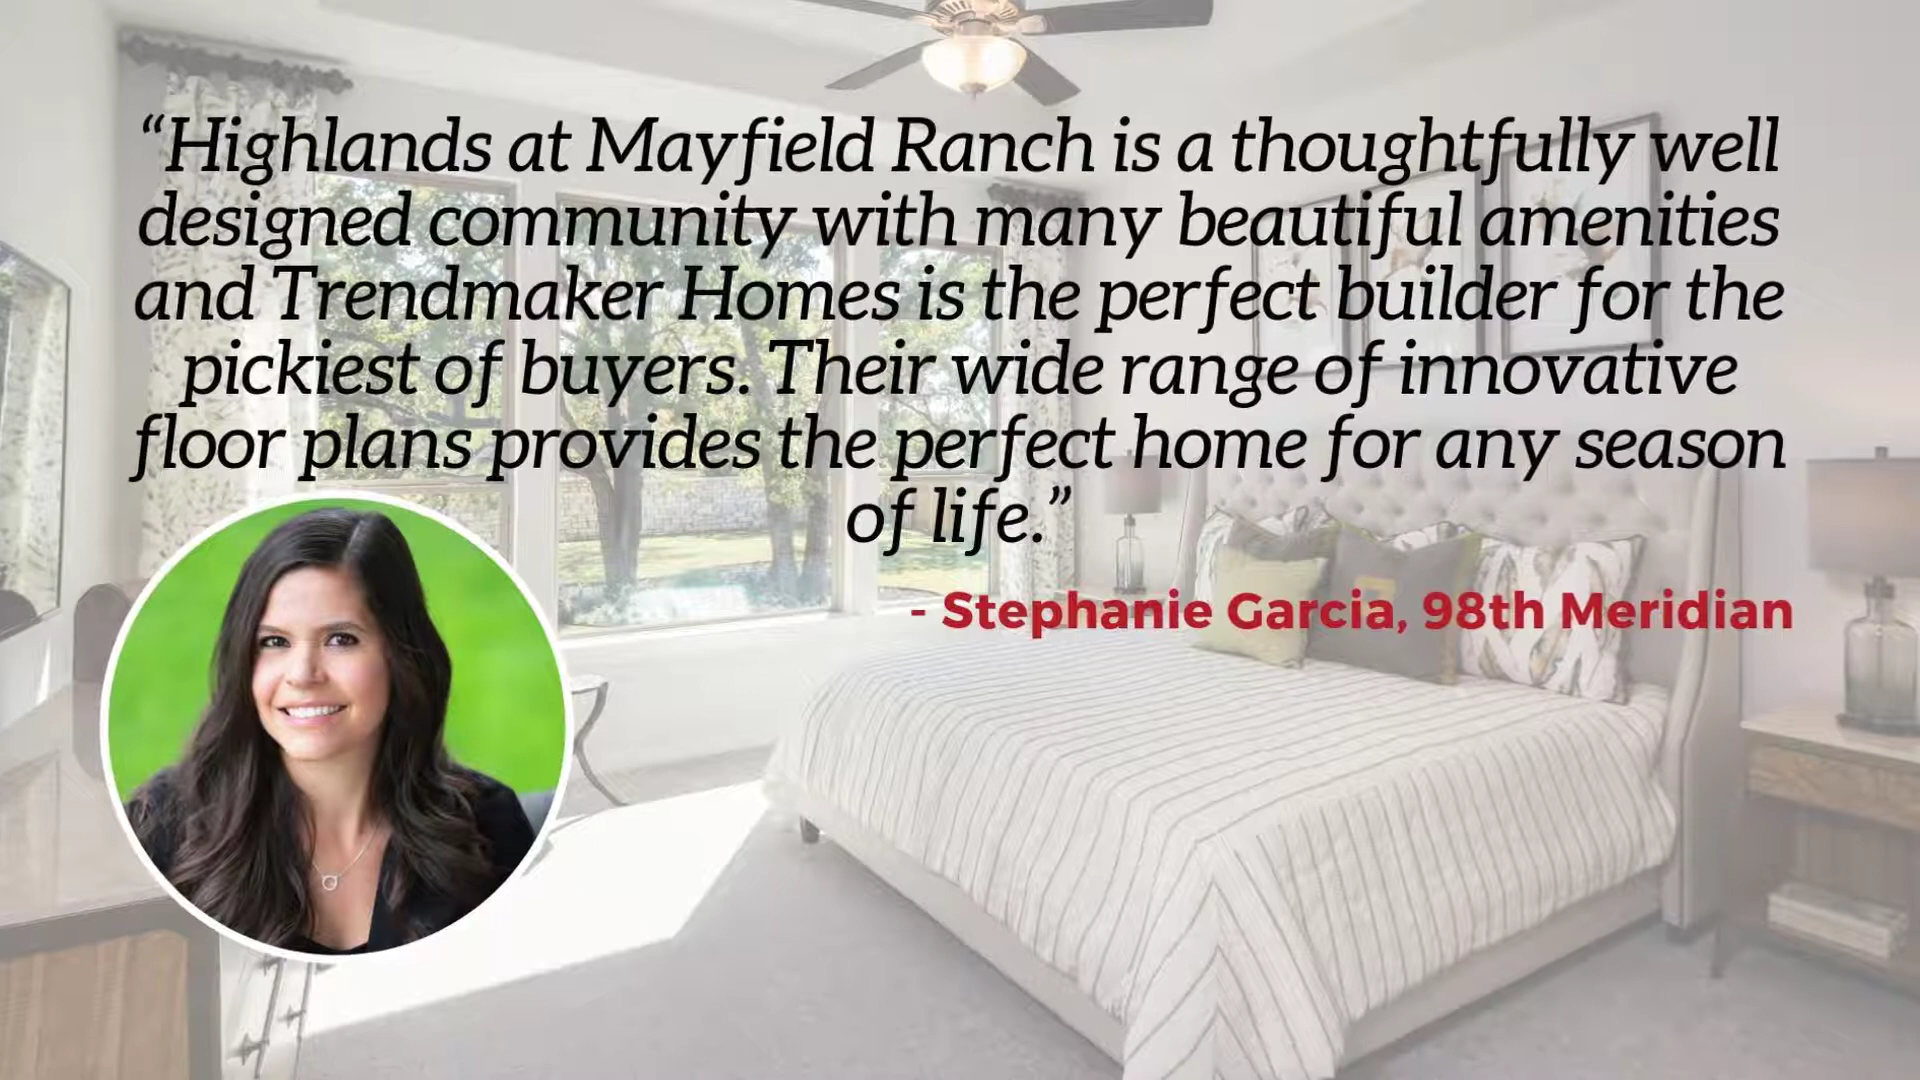 “Highlands at Mayfield Ranch is a thoughtfully well
designed community with many beautiful amenities
and Trendmaker Homes is the perfect builder for the
pickiest of buyers. Their wide range of innovative
floor plans provides the perfect home for any season
of life.”
- Stephanie Garcia, 98th Meridian